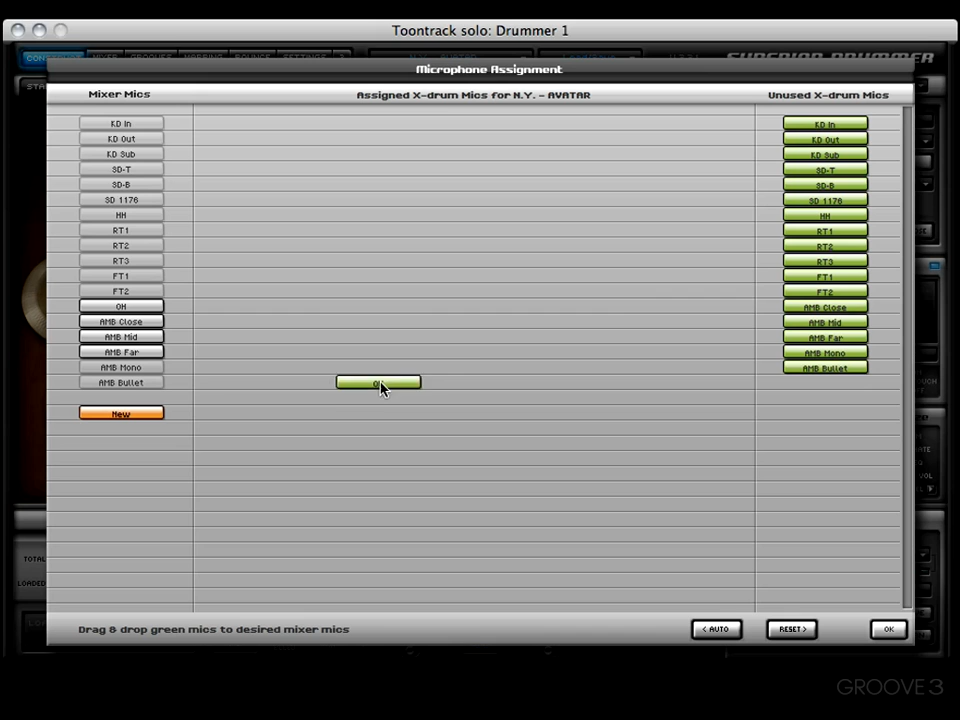 Toontrack solo: Drummer 1
Microphone Assignment
Mixer Mics
Assigned X-drum Mics for N.Y. - AVATAR
Unused X-drum Mics
KD In
KD Out
KD Sub
SD-T
SD-B
SD 1176
HH
RT1
RT2
RT3
FT1
FT2
OH
AMB Close
AMB Mid
AMB Far
AMB Mono
AMB Bullet
New
KD In
KD Out
KD Sub
SD-T
SD-B
SD 1176
HH
RT1
RT2
RT3
FT1
FT2
AMB Close
AMB Mid
AMB Far
AMB Mono
AMB Bullet
Drag & drop green mics to desired mixer mics
< AUTO
RESET >
OK
TOTAL
LOADED
GROOVE3